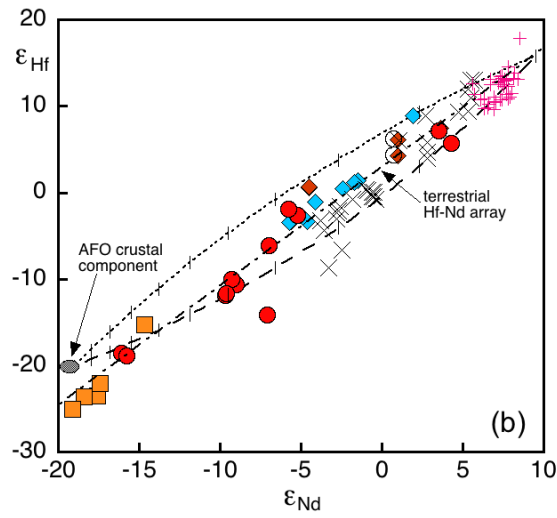 (b)
εHf
20
10
0
-10
-20
-30
AFO crustal
component
terrestrial
Hf-Nd array
-20
-15
-10
-5
0
5
10
εNd